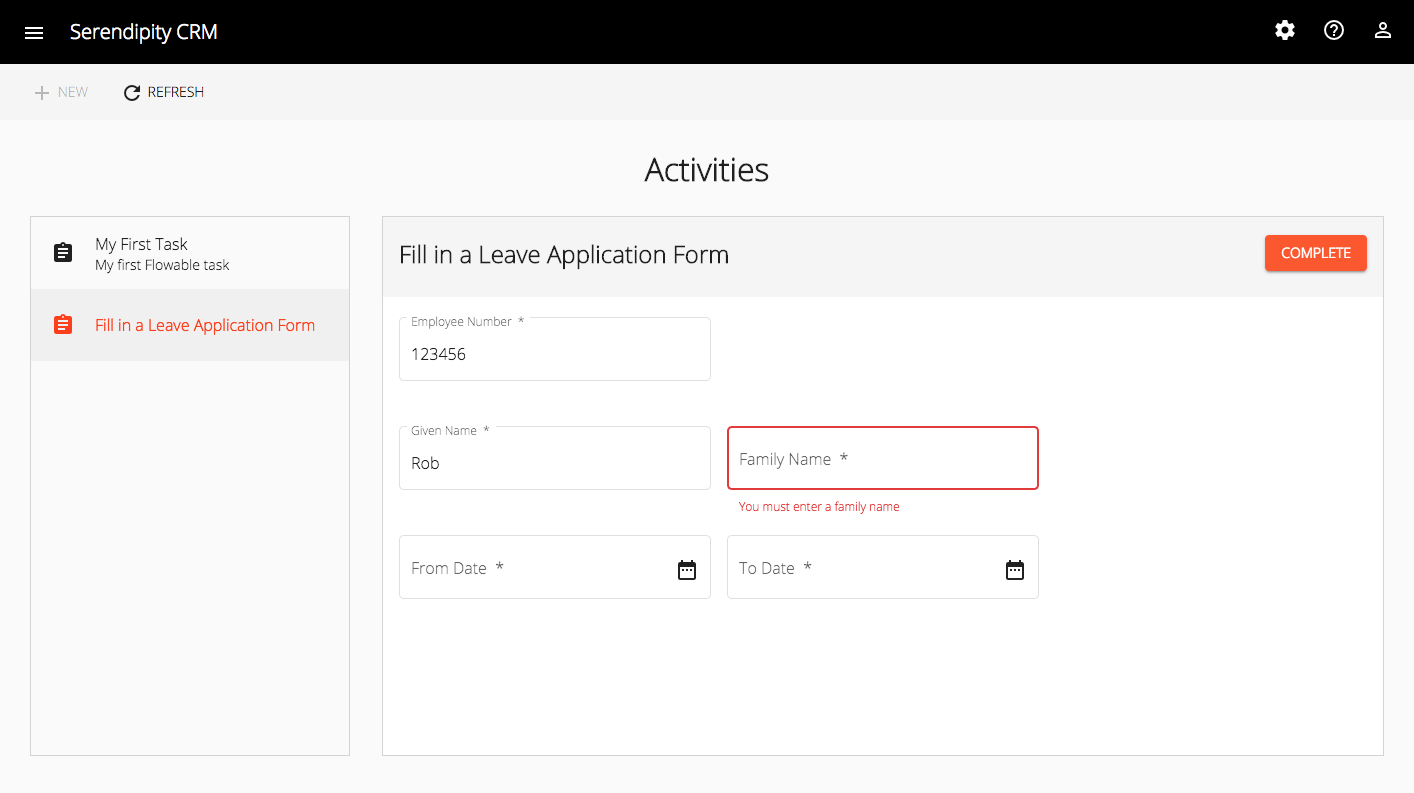 Serendipity CRM
NEW
REFRESH
Activities
My First Task
My first Flowable task
Fill in a Leave Application Form
Fill in a Leave Application Form
COMPLETE
Employee Number *
123456
Given Name *
Rob
Family Name *
You must enter a family name
From Date *
To Date *